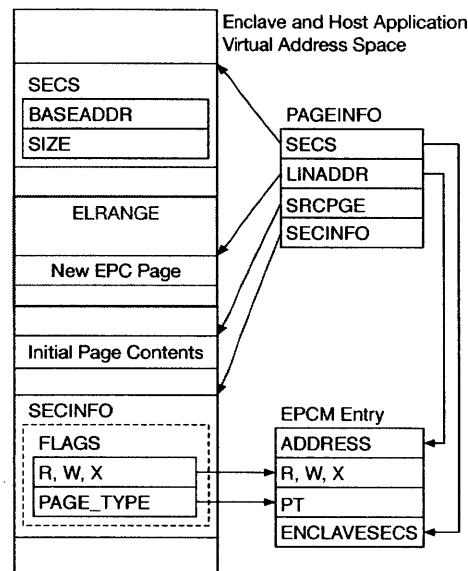 Enclave and Host Application
Virtual Address Space
SECS
BASEADDR
SIZE
ELRANGE
New EPC Page
Initial Page Contents
SECINFO
FLAGS
R, W, X
PAGE_TYPE
PAGEINFO
SECS
LINADDR
SRCPGE
SECINFO
EPCM Entry
ADDRESS
R, W, X
PT
ENCLAVESECS